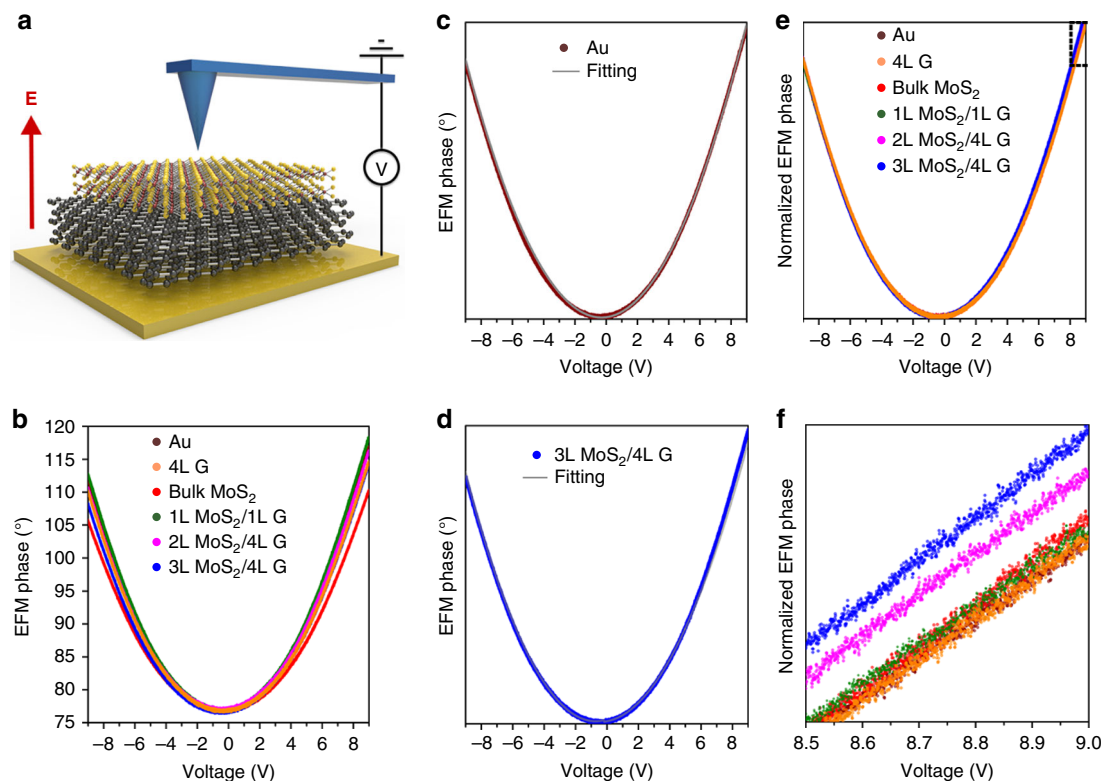 a
E
-
V
b
EFM phase (°)
120
115
110
105
100
95
90
85
80
75
Au
4L G
Bulk MoS₂
1L MoS₂/1L G
2L MoS₂/4L G
3L MoS₂/4L G
–8 –6 –4 –2 0 2 4 6 8
Voltage (V)
c
EFM phase (°)
Au
Fitting
–8 –6 –4 –2 0 2 4 6 8
Voltage (V)
d
EFM phase (°)
3L MoS₂/4L G
Fitting
–8 –6 –4 –2 0 2 4 6 8
Voltage (V)
e
Normalized EFM phase
Au
4L G
Bulk MoS₂
1L MoS₂/1L G
2L MoS₂/4L G
3L MoS₂/4L G
–8 –6 –4 –2 0 2 4 6 8
Voltage (V)
f
Normalized EFM phase
8.5 8.6 8.7 8.8 8.9 9.0
Voltage (V)